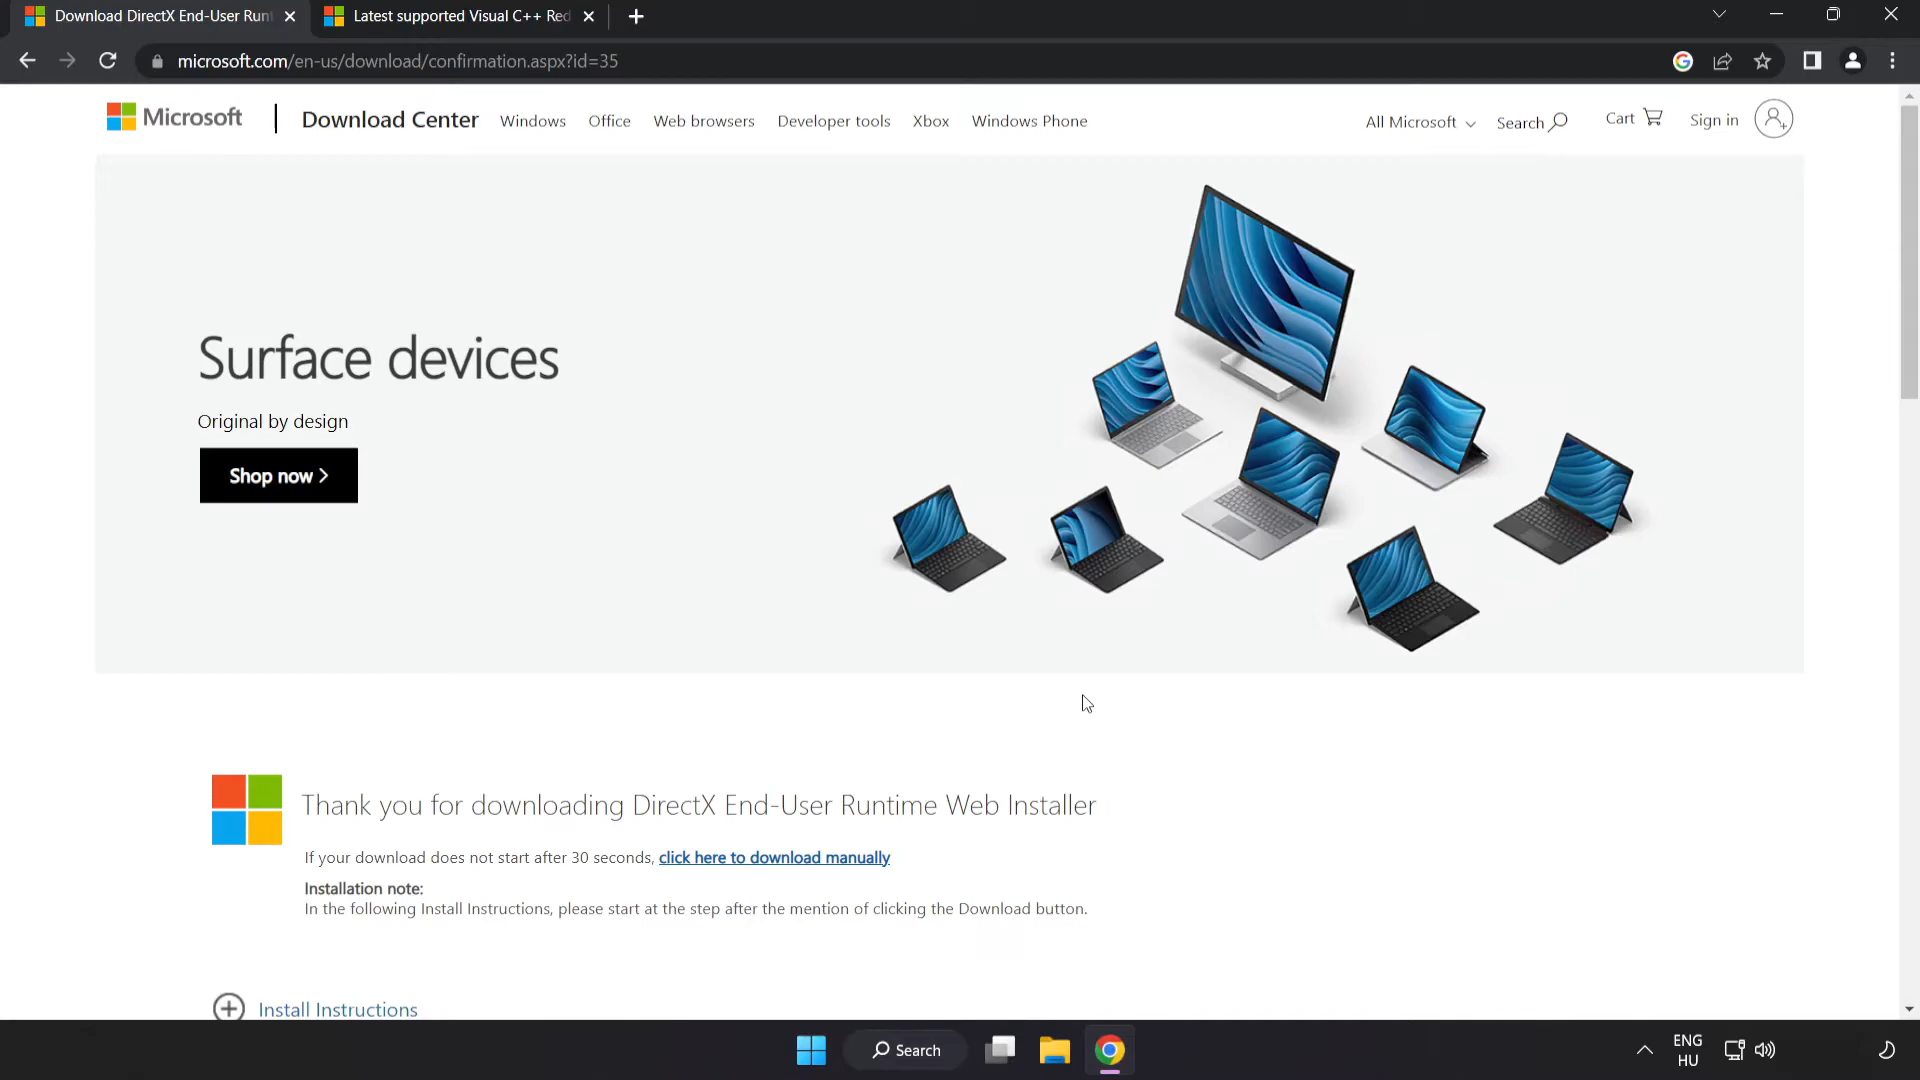 Download DirectX End-User Runt
Latest supported Visual C++ Red
microsoft.com/en-us/download/confirmation.aspx?id=35
Microsoft
Download Center
Windows
Office
Web browsers
Developer tools
Xbox
Windows Phone
All Microsoft
Search
Cart
Sign in
Surface devices
Original by design
Shop now
Thank you for downloading DirectX End-User Runtime Web Installer
If your download does not start after 30 seconds, click here to download manually
Installation note:
In the following Install Instructions, please start at the step after the mention of clicking the Download button.
Install Instructions
Search
ENG
HU